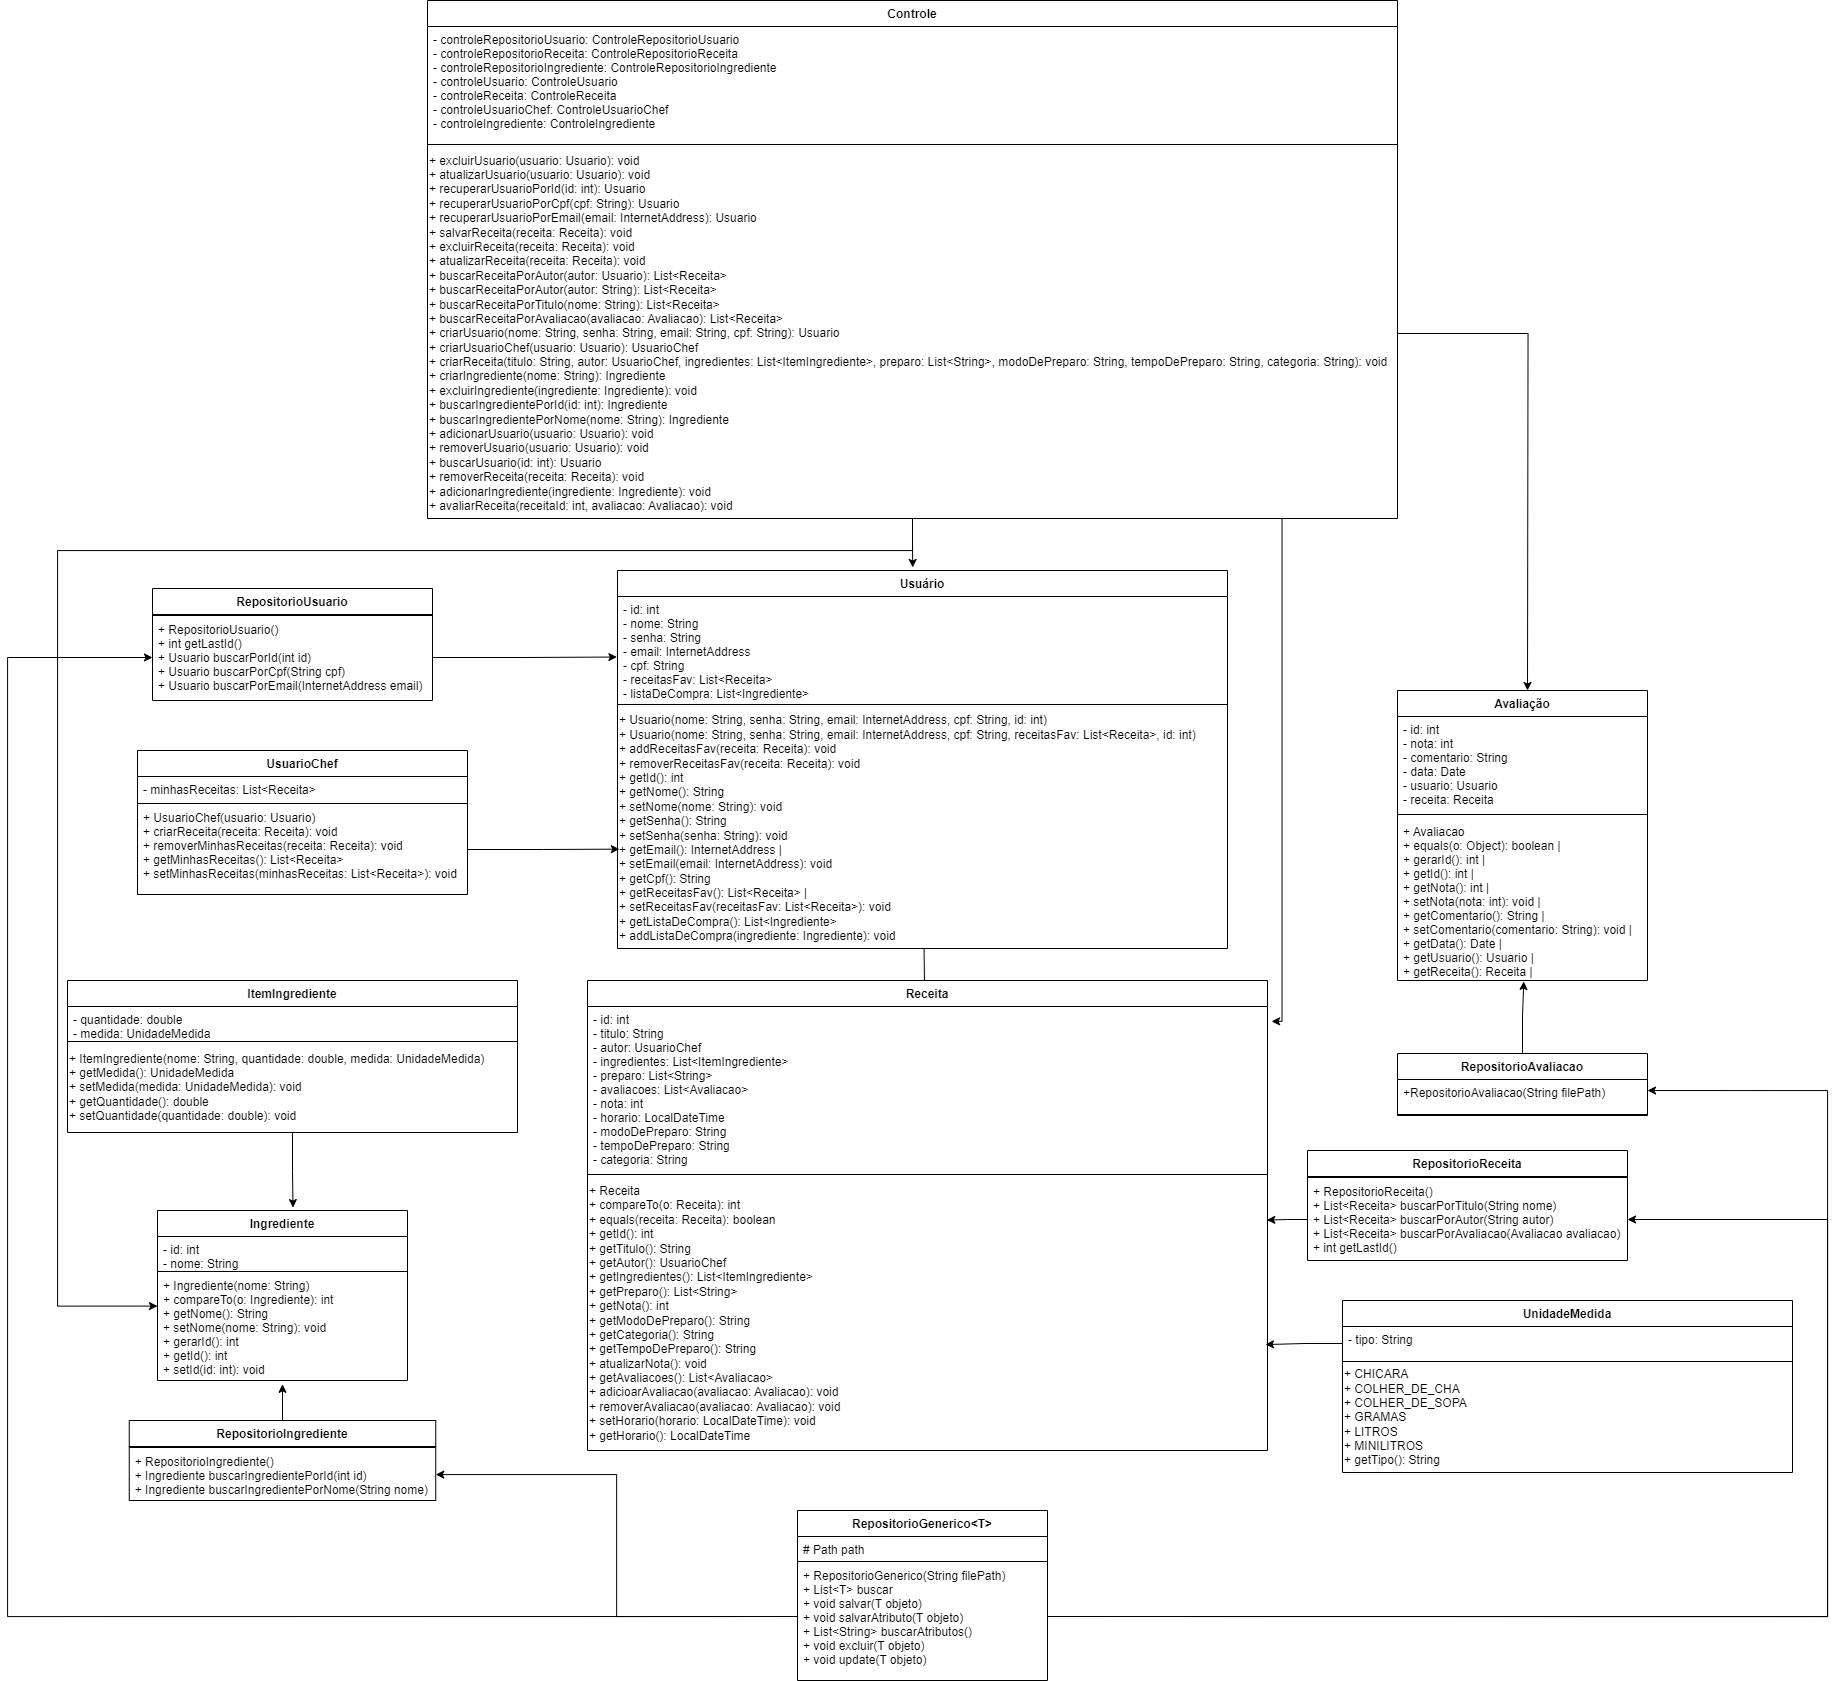 Controle
- controleRepositorioUsuario: ControleRepositorioUsuario
- controleRepositorioReceita: ControleRepositorioReceita
- controleRepositorioIngrediente: ControleRepositorioIngrediente
- controleUsuario: ControleUsuario
- controleReceita: ControleReceita
- controleUsuarioChef: ControleUsuarioChef
- controleIngrediente: ControleIngrediente
+ excluirUsuario(usuario: Usuario): void
+ atualizarUsuario(usuario: Usuario): void
+ recuperarUsuarioPorId(id: int): Usuario
+ recuperarUsuarioPorCpf(cpf: String): Usuario
+ recuperarUsuarioPorEmail(email: InternetAddress): Usuario
+ salvarReceita(receita: Receita): void
+ excluirReceita(receita: Receita): void
+ atualizarReceita(receita: Receita): void
+ buscarReceitaPorAutor(autor: Usuario): List<Receita>
+ buscarReceitaPorAutor(autor: String): List<Receita>
+ buscarReceitaPorTitulo(nome: String): List<Receita>
+ buscarReceitaPorAvaliacao(avaliacao: Avaliacao): List<Receita>
+ criarUsuario(nome: String, senha: String, email: String, cpf: String): Usuario
+ criarUsuarioChef(usuario: Usuario): UsuarioChef
+ criarReceita(titulo: String, autor: UsuarioChef, ingredientes: List<ItemIngrediente>, preparo: List<String>, modoDePreparo: String, tempoDePreparo: String, categoria: String): void
+ criarIngrediente(nome: String): Ingrediente
+ excluirIngrediente(ingrediente: Ingrediente): void
+ buscarIngredientePorId(id: int): Ingrediente
+ buscarIngredientePorNome(nome: String): Ingrediente
+ adicionarUsuario(usuario: Usuario): void
+ removerUsuario(usuario: Usuario): void
+ buscarUsuario(id: int): Usuario
+ removerReceita(receita: Receita): void
+ adicionarIngrediente(ingrediente: Ingrediente): void
+ avaliarReceita(receitaId: int, avaliacao: Avaliacao): void
RepositorioUsuario
+ RepositorioUsuario()
+ int getLastId()
+ Usuario buscarPorId(int id)
+ Usuario buscarPorCpf(String cpf)
+ Usuario buscarPorEmail(InternetAddress email)
Usuário
- id: int
- nome: String
- senha: String
- email: InternetAddress
- cpf: String
- receitasFav: List<Receita>
- listaDeCompra: List<Ingrediente>
+ Usuario(nome: String, senha: String, email: InternetAddress, cpf: String, id: int)
+ Usuario(nome: String, senha: String, email: InternetAddress, cpf: String, receitasFav: List<Receita>, id: int)
+ addReceitasFav(receita: Receita): void
+ removerReceitasFav(receita: Receita): void
+ getId(): int
+ getNome(): String
+ setNome(nome: String): void
+ getSenha(): String
+ setSenha(senha: String): void
+ getEmail(): InternetAddress |
+ setEmail(email: InternetAddress): void
+ getCpf(): String
+ getReceitasFav(): List<Receita> |
+ setReceitasFav(receitasFav: List<Receita>): void
+ getListaDeCompra(): List<Ingrediente>
+ addListaDeCompra(ingrediente: Ingrediente): void
Avaliação
- id: int
- nota: int
- comentario: String
- data: Date
- usuario: Usuario
- receita: Receita
+ Avaliacao
+ equals(o: Object): boolean |
+ gerarId(): int |
+ getId(): int |
+ getNota(): int |
+ setNota(nota: int): void |
+ getComentario(): String |
+ setComentario(comentario: String): void |
+ getData(): Date |
+ getUsuario(): Usuario |
+ getReceita(): Receita |
UsuarioChef
- minhasReceitas: List<Receita>
+ UsuarioChef(usuario: Usuario)
+ criarReceita(receita: Receita): void
+ removerMinhasReceitas(receita: Receita): void
+ getMinhasReceitas(): List<Receita>
+ setMinhasReceitas(minhasReceitas: List<Receita>): void
ItemIngrediente
- quantidade: double
- medida: UnidadeMedida
+ ItemIngrediente(nome: String, quantidade: double, medida: UnidadeMedida)
+ getMedida(): UnidadeMedida
+ setMedida(medida: UnidadeMedida): void
+ getQuantidade(): double
+ setQuantidade(quantidade: double): void
Receita
- id: int
- titulo: String
- autor: UsuarioChef
- ingredientes: List<ItemIngrediente>
- preparo: List<String>
- avaliacoes: List<Avaliacao>
- nota: int
- horario: LocalDateTime
- modoDePreparo: String
- tempoDePreparo: String
- categoria: String
+ Receita
+ compareTo(o: Receita): int
+ equals(receita: Receita): boolean
+ getId(): int
+ getTitulo(): String
+ getAutor(): UsuarioChef
+ getIngredientes(): List<ItemIngrediente>
+ getPreparo(): List<String>
+ getNota(): int
+ getModoDePreparo(): String
+ getCategoria(): String
+ getTempoDePreparo(): String
+ atualizarNota(): void
+ getAvaliacoes(): List<Avaliacao>
+ adicioarAvaliacao(avaliacao: Avaliacao): void
+ removerAvaliacao(avaliacao: Avaliacao): void
+ setHorario(horario: LocalDateTime): void
+ getHorario(): LocalDateTime
RepositorioAvaliacao
+RepositorioAvaliacao(String filePath)
RepositorioReceita
+ RepositorioReceita()
+ List<Receita> buscarPorTitulo(String nome)
+ List<Receita> buscarPorAutor(String autor)
+ List<Receita> buscarPorAvaliacao(Avaliacao avaliacao)
+ int getLastId()
Ingrediente
- id: int
- nome: String
+ Ingrediente(nome: String)
+ compareTo(o: Ingrediente): int
+ getNome(): String
+ setNome(nome: String): void
+ gerarId(): int
+ getId(): int
+ setId(id: int): void
UnidadeMedida
- tipo: String
+ CHICARA
+ COLHER_DE_CHA
+ COLHER_DE_SOPA
+ GRAMAS
+ LITROS
+ MINILITROS
+ getTipo(): String
RepositorioIngrediente
+ RepositorioIngrediente()
+ Ingrediente buscarIngredientePorId(int id)
+ Ingrediente buscarIngredientePorNome(String nome)
RepositorioGenerico<T>
# Path path
+ RepositorioGenerico(String filePath)
+ List<T> buscar
+ void salvar(T objeto)
+ void salvarAtributo(T objeto)
+ List<String> buscarAtributos()
+ void excluir(T objeto)
+ void update(T objeto)